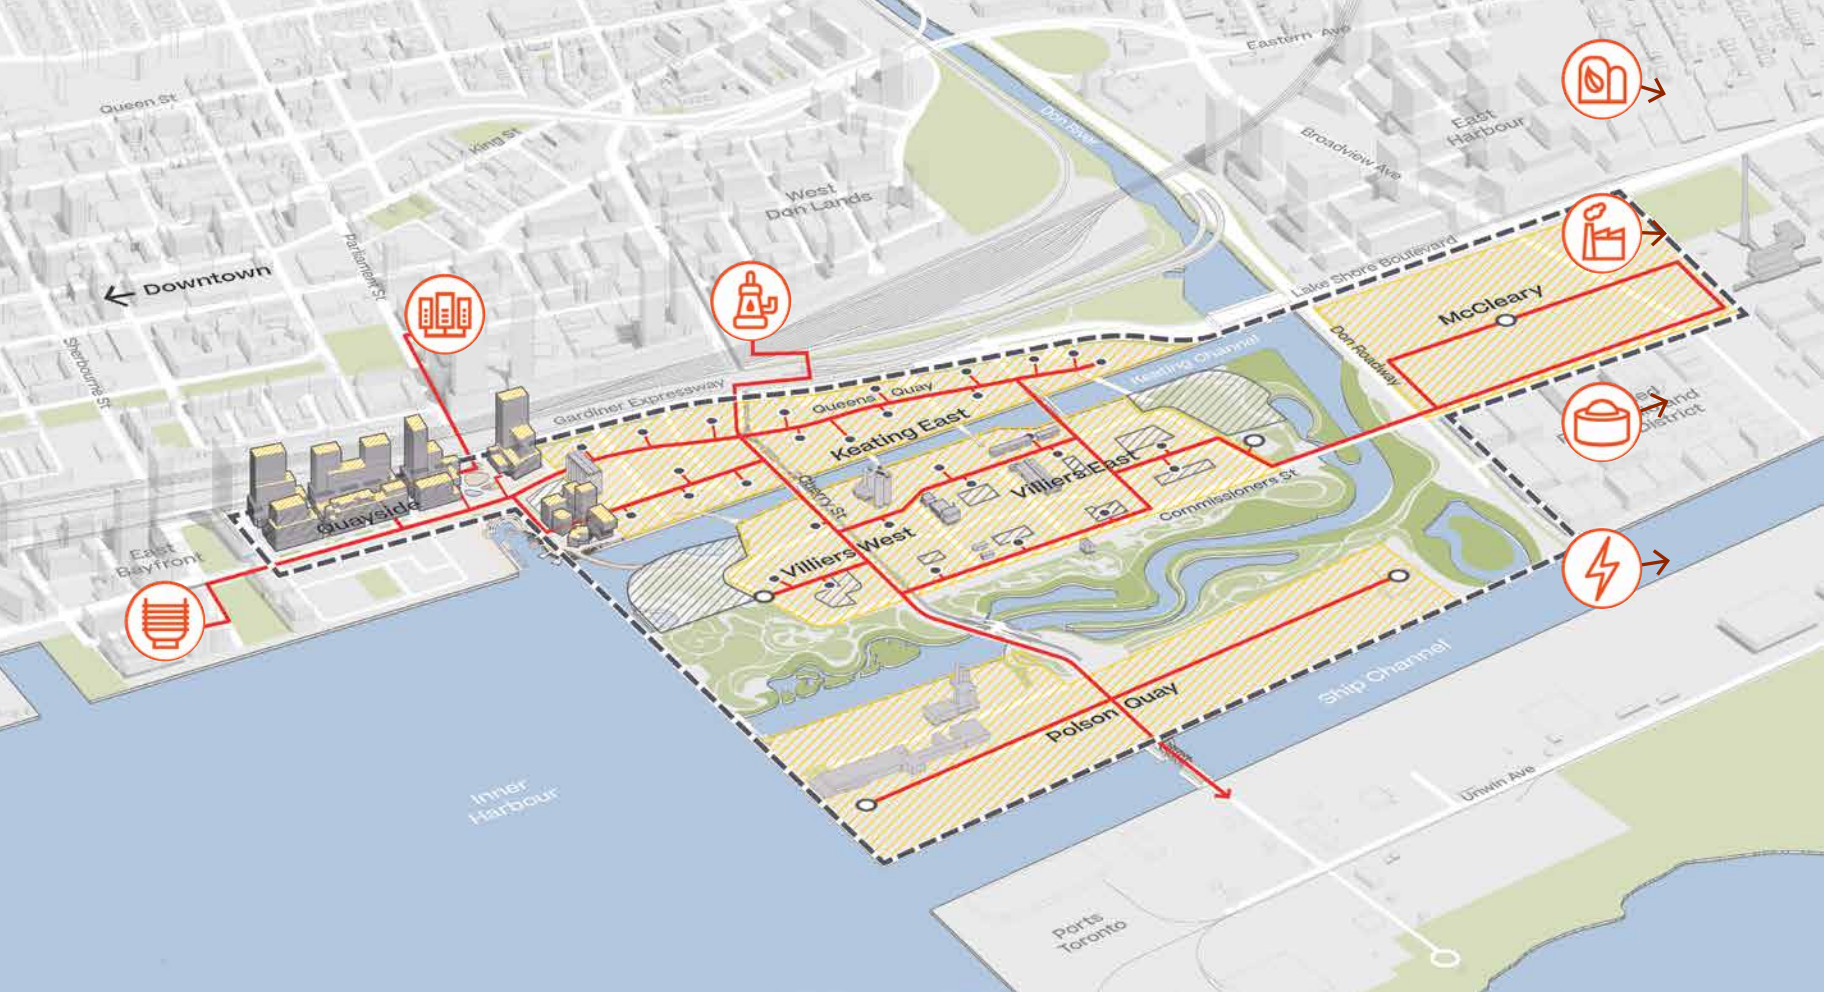 Eastern Ave
Queen St
King St
Don River
East
Harbour
Broadview Ave
West
Don Lands
Parliament St
Downtown
Lake Shore Boulevard
McCleary
Sherbourne St
Don Roadway
Keating Channel
Gardiner Expressway
Queens Quay
Keating East
Villiers East
Cherry St
Commissioners St
Quayside
East
Bayfront
Villiers West
District
Ship Channel
Polson Quay
Inner
Harbour
Unwin Ave
Ports
Toronto